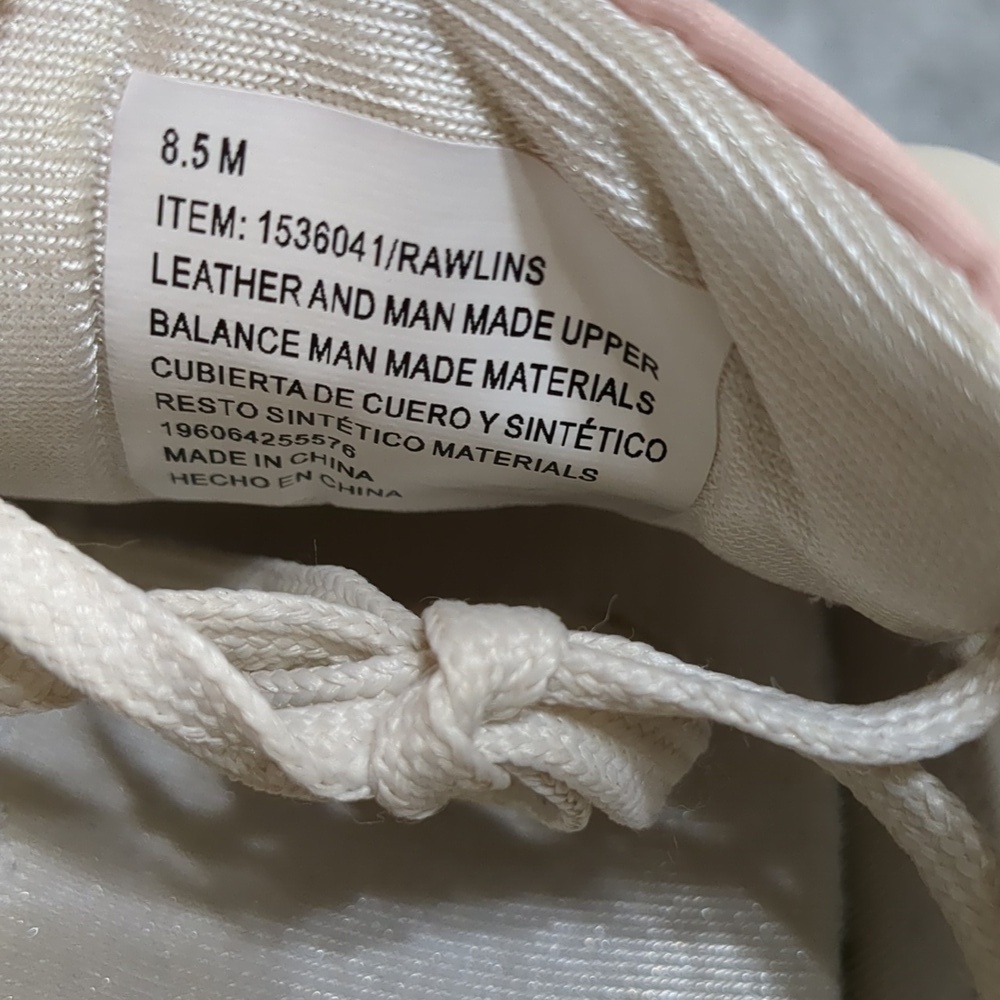 8.5 M
ITEM: 1536041/RAWLINS
LEATHER AND MAN MADE UPPER
BALANCE MAN MADE MATERIALS
CUBIERTA DE CUERO Y SINTÉTICO
RESTO SINTÉTICO MATERIALS
196064255576
MADE IN CHINA
HECHO EN CHINA